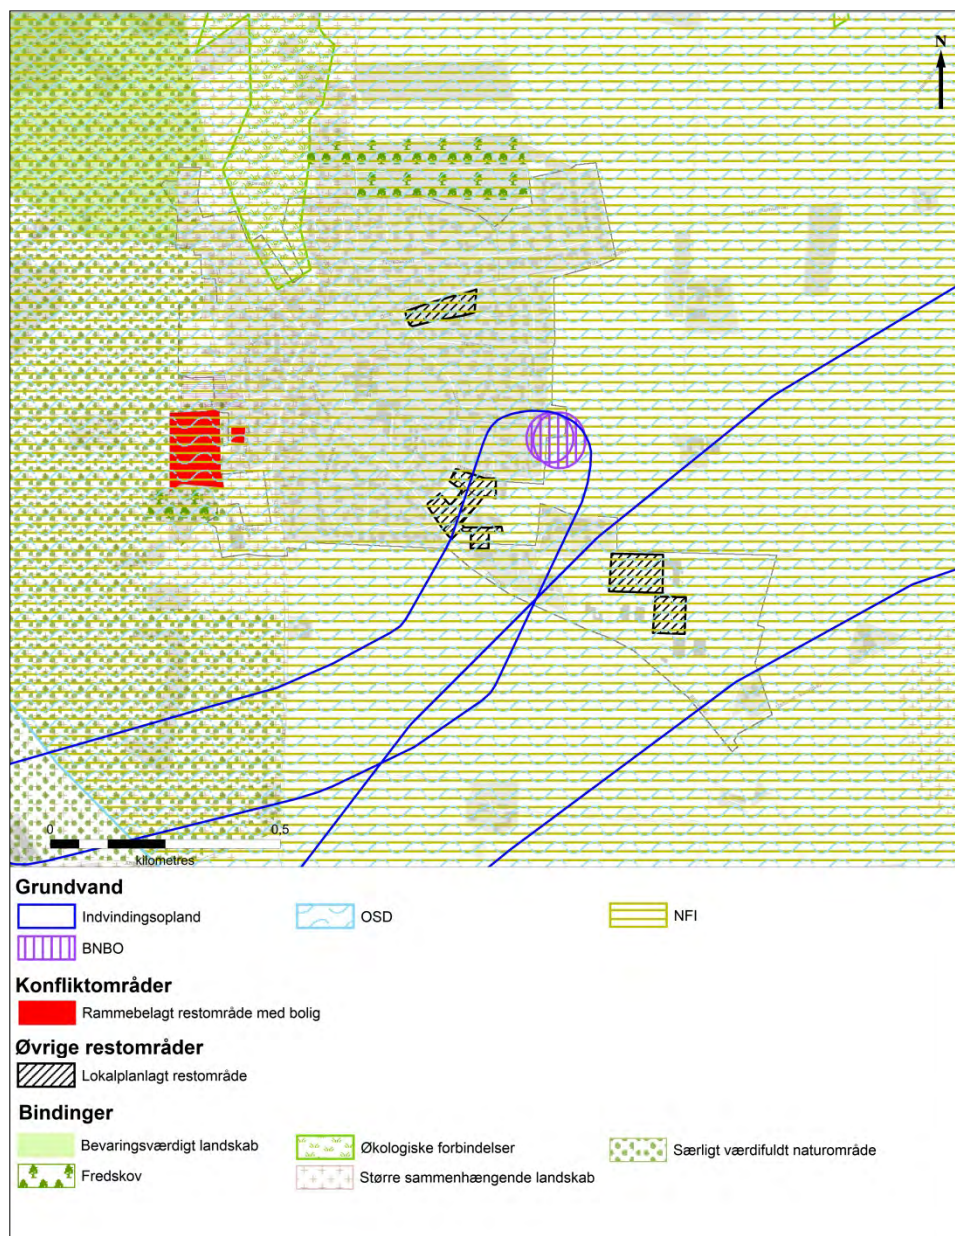 N
0 0,5
kilometres
Grundvand
Indvindingsopland OSD NFI
BNBO
Konfliktområder
Rammebelagt restområde med bolig
Øvrige restområder
Lokalplanlagt restområde
Bindinger
Bevaringsværdigt landskab Økologiske forbindelser Særligt værdifuldt naturområde
Fredskov Større sammenhængende landskab